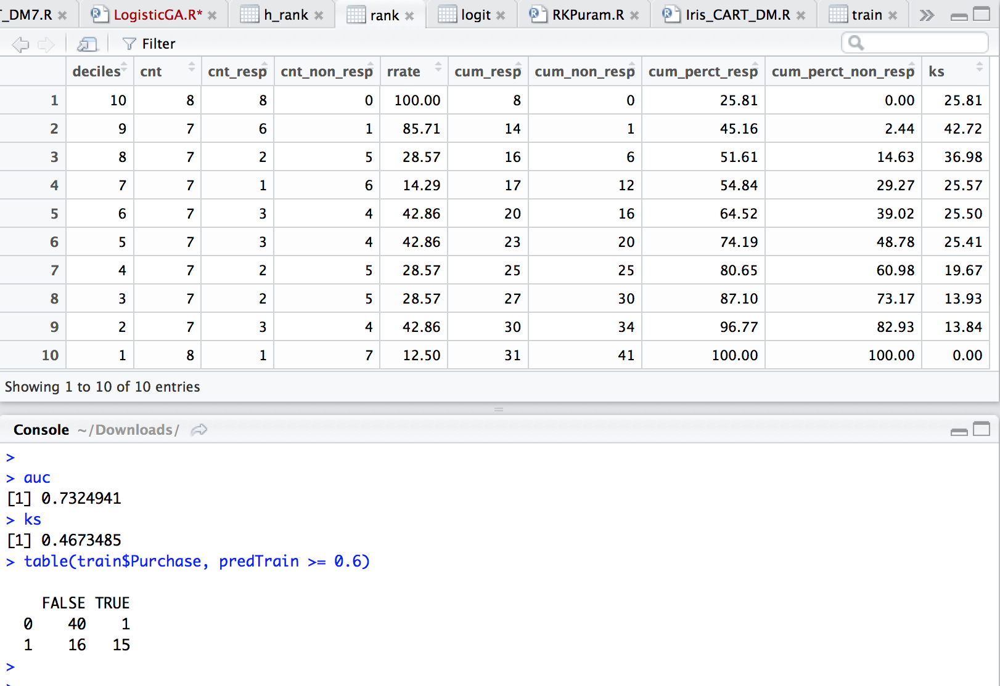 _DM7.R LogisticGA.R* h_rank rank logit RKPuram.R Iris_CART_DM.R train
Filter
deciles cnt cnt_resp cnt_non_resp rrate cum_resp cum_non_resp cum_perct_resp cum_perct_non_resp ks
1 10 8 8 0 100.00 8 0 25.81 0.00 25.81
2 9 7 6 1 85.71 14 1 45.16 2.44 42.72
3 8 7 2 5 28.57 16 6 51.61 14.63 36.98
4 7 7 1 6 14.29 17 12 54.84 29.27 25.57
5 6 7 3 4 42.86 20 16 64.52 39.02 25.50
6 5 7 3 4 42.86 23 20 74.19 48.78 25.41
7 4 7 2 5 28.57 25 25 80.65 60.98 19.67
8 3 7 2 5 28.57 27 30 87.10 73.17 13.93
9 2 7 3 4 42.86 30 34 96.77 82.93 13.84
10 1 8 1 7 12.50 31 41 100.00 100.00 0.00
Showing 1 to 10 of 10 entries
Console ~/Downloads/
>
> auc
[1] 0.7324941
> ks
[1] 0.4673485
> table(train$Purchase, predTrain >= 0.6)
FALSE TRUE
0 40 1
1 16 15
>